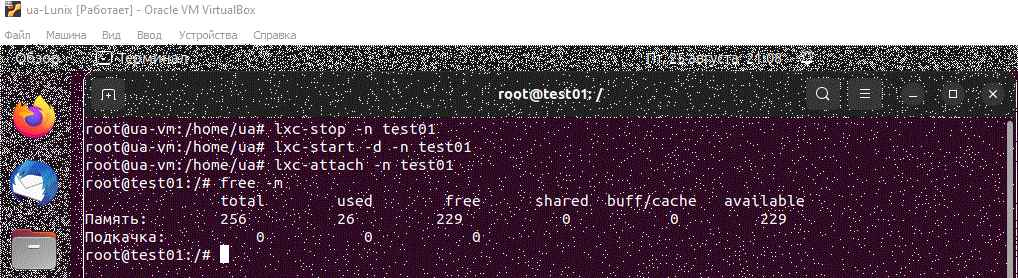 ua-Lunix [Работает] - Oracle VM VirtualBox
Файл Машина Вид Ввод Устройства Справка
Обзор Терминал Пт, 26 августа 21:08
root@test01: /
root@ua-vm:/home/ua# lxc-stop -n test01
root@ua-vm:/home/ua# lxc-start -d -n test01
root@ua-vm:/home/ua# lxc-attach -n test01
root@test01:/# free -m
total used free shared buff/cache available
Память: 256 26 229 0 0 229
Подкачка: 0 0 0
root@test01:/#